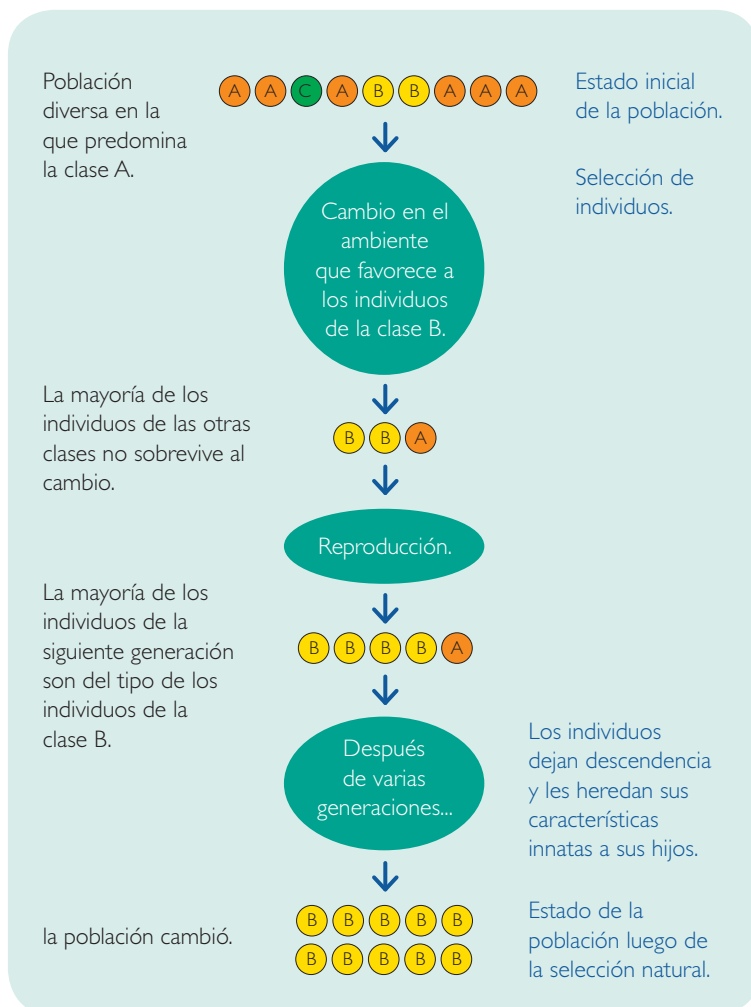 Población
diversa en la
que predomina
la clase A.
A A C A B B A A A
Estado inicial
de la población.
Selección de
individuos.
Cambio en el
ambiente
que favorece a
los individuos
de la clase B.
La mayoría de los
individuos de las otras
clases no sobrevive al
cambio.
B B A
Reproducción.
La mayoría de los
individuos de la
siguiente generación
son del tipo de los
individuos de la
clase B.
B B B B A
Después
de varias
generaciones...
Los individuos
dejan descendencia
y les heredan sus
características
innatas a sus hijos.
la población cambió.
B B B B B
B B B B B
Estado de la
población luego de
la selección natural.